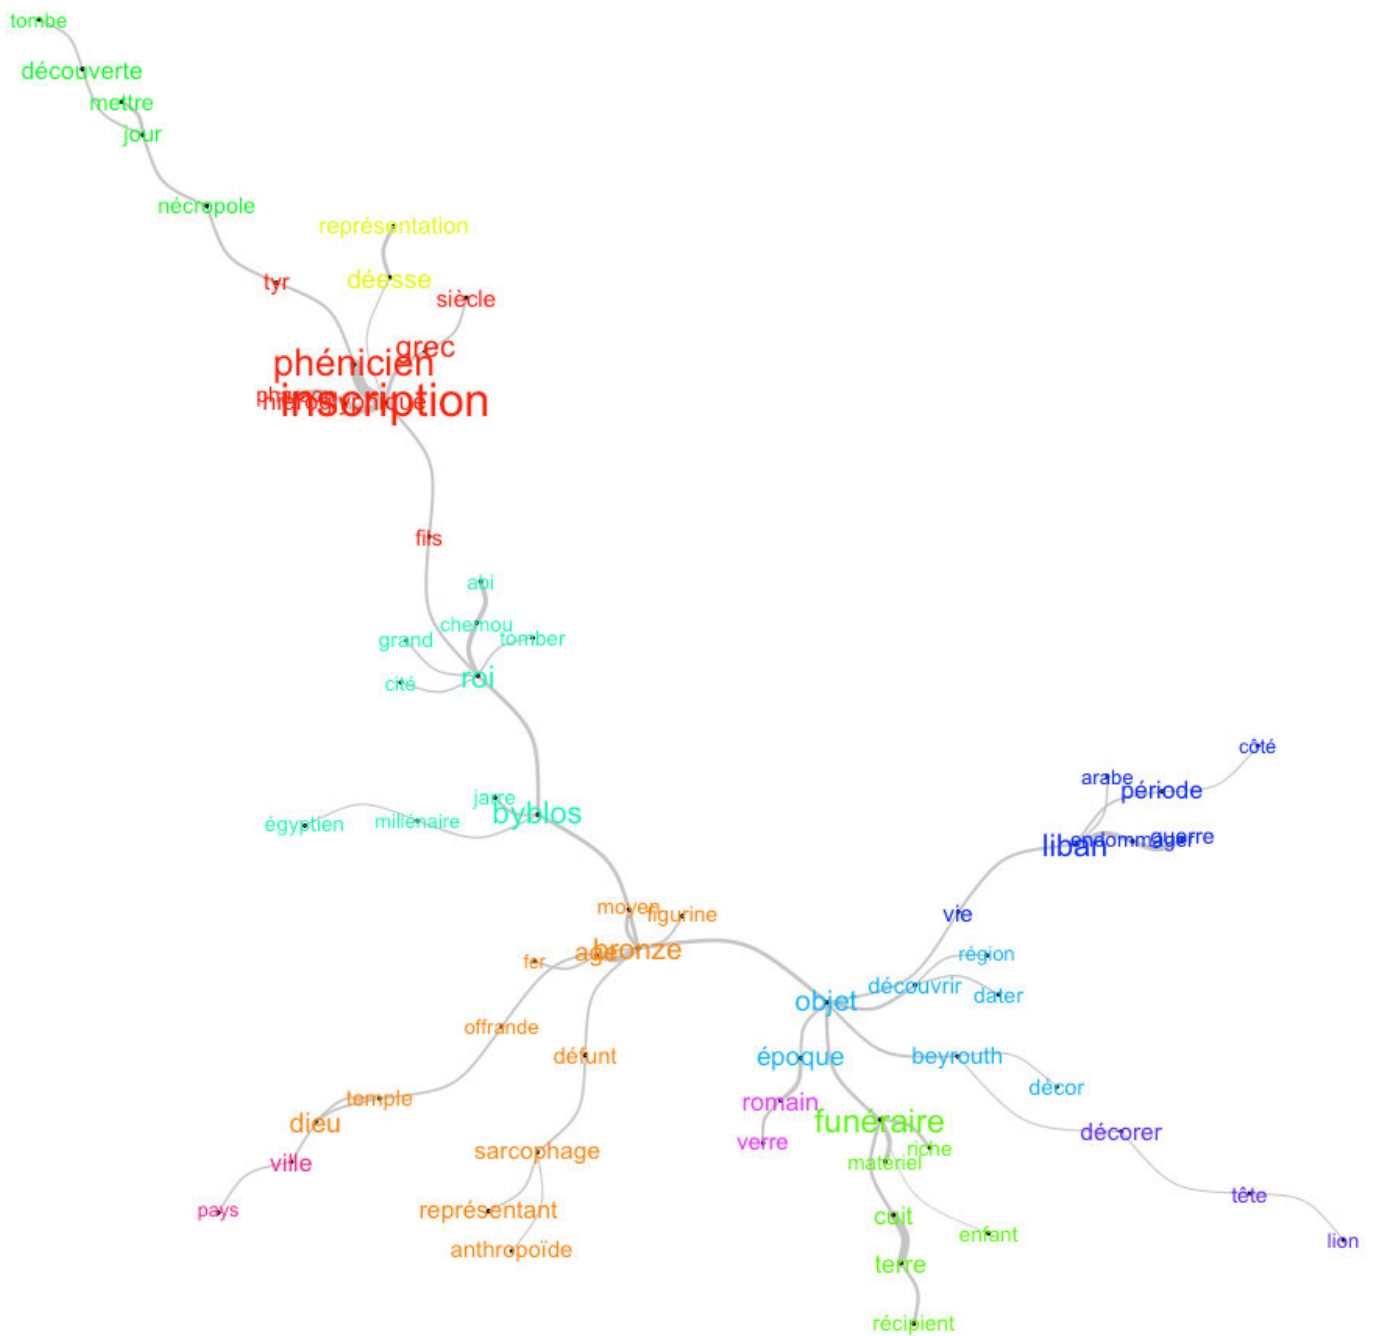 tombe
découverte
mettre
jour
nécropole
représentation
déesse
tyr
siècle
grec
phénicien
inscription
fils
abi
chemou
grand
tomber
cité
roi
côté
arabe
période
jarre
byblos
égyptien
millénaire
guerre
endommager
liban
moyen
figurine
vie
age
bronze
fer
région
découvrir
dater
objet
offrande
défunt
époque
beyrouth
décor
temple
romain
dieu
funéraire
décorer
verre
riche
sarcophage
matériel
ville
tête
pays
représentant
cuit
enfant
lion
anthropoïde
terre
récipient